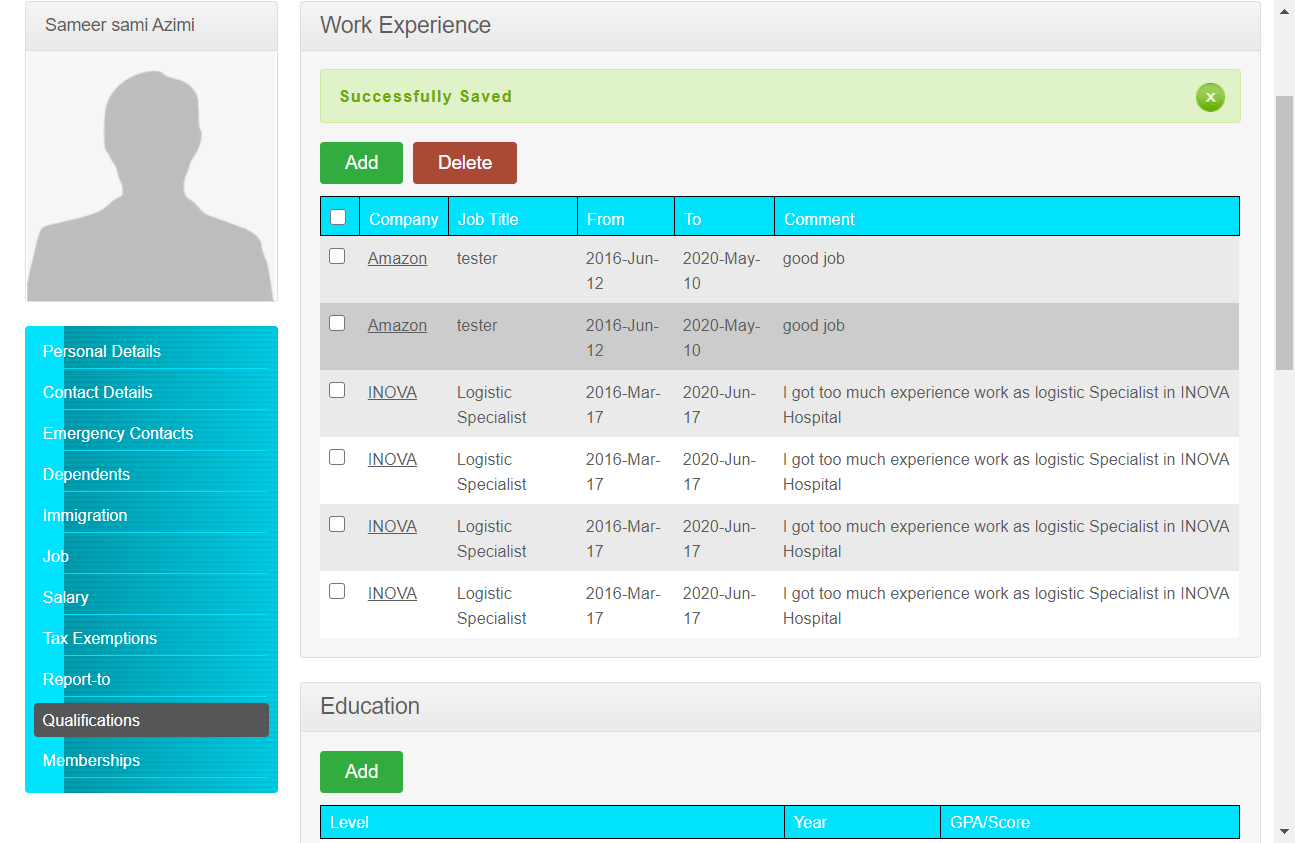 Sameer sami Azimi
Personal Details
Contact Details
Emergency Contacts
Dependents
Immigration
Job
Salary
Tax Exemptions
Report-to
Qualifications
Memberships
Work Experience
Successfully Saved
x
Add Delete
Company Job Title From To Comment
Amazon tester 2016-Jun- 2020-May- good job
12 10
Amazon tester 2016-Jun- 2020-May- good job
12 10
INOVA Logistic 2016-Mar- 2020-Jun- I got too much experience work as logistic Specialist in INOVA
Specialist 17 17 Hospital
INOVA Logistic 2016-Mar- 2020-Jun- I got too much experience work as logistic Specialist in INOVA
Specialist 17 17 Hospital
INOVA Logistic 2016-Mar- 2020-Jun- I got too much experience work as logistic Specialist in INOVA
Specialist 17 17 Hospital
INOVA Logistic 2016-Mar- 2020-Jun- I got too much experience work as logistic Specialist in INOVA
Specialist 17 17 Hospital
Education
Add
Level Year GPA/Score